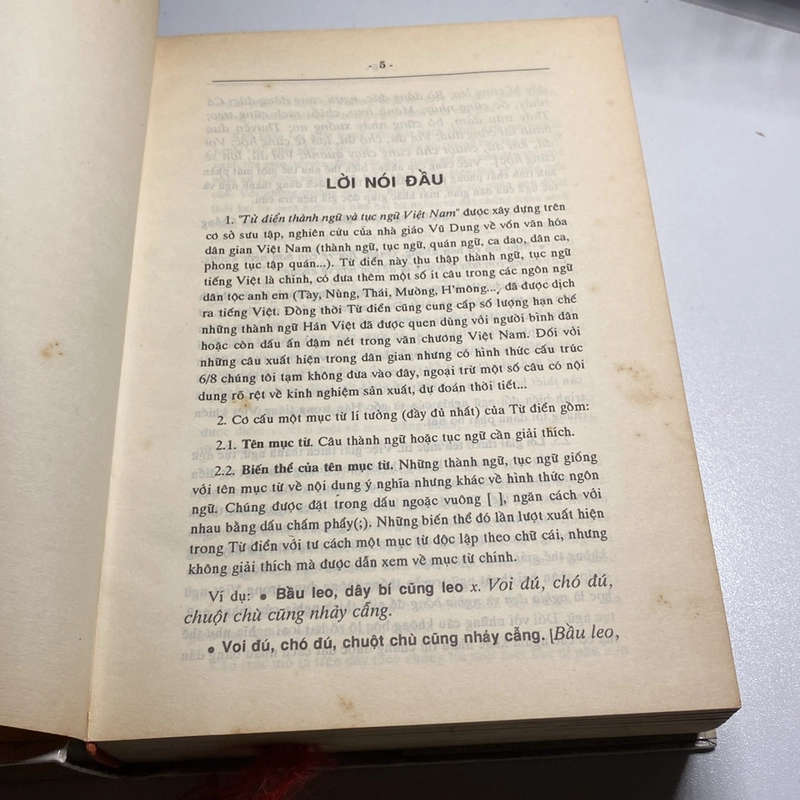 - 5 -
LỜI NÓI ĐẦU
1. "Từ điển thành ngữ và tục ngữ Việt Nam" được xây dựng trên
cơ sở sưu tập, nghiên cứu của nhà giáo Vũ Dung về vốn văn hóa
dân gian Việt Nam (thành ngữ, tục ngữ, quán ngữ, ca dao, dân ca,
phong tục tập quán...). Từ điển này thu thập thành ngữ, tục ngữ
tiếng Việt là chính, có đưa thêm một số ít câu trong các ngôn ngữ
dân tộc anh em (Tày, Nùng, Thái, Mường, H'mông..., đã được dịch
ra tiếng Việt. Đồng thời Từ điển cũng cung cấp số lượng hạn chế
những thành ngữ Hán Việt đã được quen dùng với người bình dân
hoặc còn dấu ấn đậm nét trong văn chương Việt Nam. Đối với
những câu xuất hiện trong dân gian nhưng có hình thức cấu trúc
6/8 chúng tôi tạm không đưa vào đây, ngoại trừ một số câu có nội
dung rõ rệt về kinh nghiệm sản xuất, dự đoán thời tiết...
2. Cơ cấu một mục từ lí tưởng (đầy đủ nhất) của Từ điển gồm:
2.1. Tên mục từ. Câu thành ngữ hoặc tục ngữ cần giải thích.
2.2. Biến thể của tên mục từ. Những thành ngữ, tục ngữ giống
với tên mục từ về nội dung ý nghĩa nhưng khác về hình thức ngôn
ngữ. Chúng được đặt trong dấu ngoặc vuông [ ], ngăn cách với
nhau bằng dấu chấm phẩy(;). Những biến thể đó lần lượt xuất hiện
trong Từ điển với tư cách một mục từ độc lập theo chữ cái, nhưng
không giải thích mà được dẫn xem về mục từ chính.
Ví dụ: • Bầu leo, dây bí cũng leo x. Voi đú, chó đú,
chuột chù cũng nhảy cẫng.
• Voi đú, chó đú, chuột chù cũng nhảy cẫng. [Bầu leo,